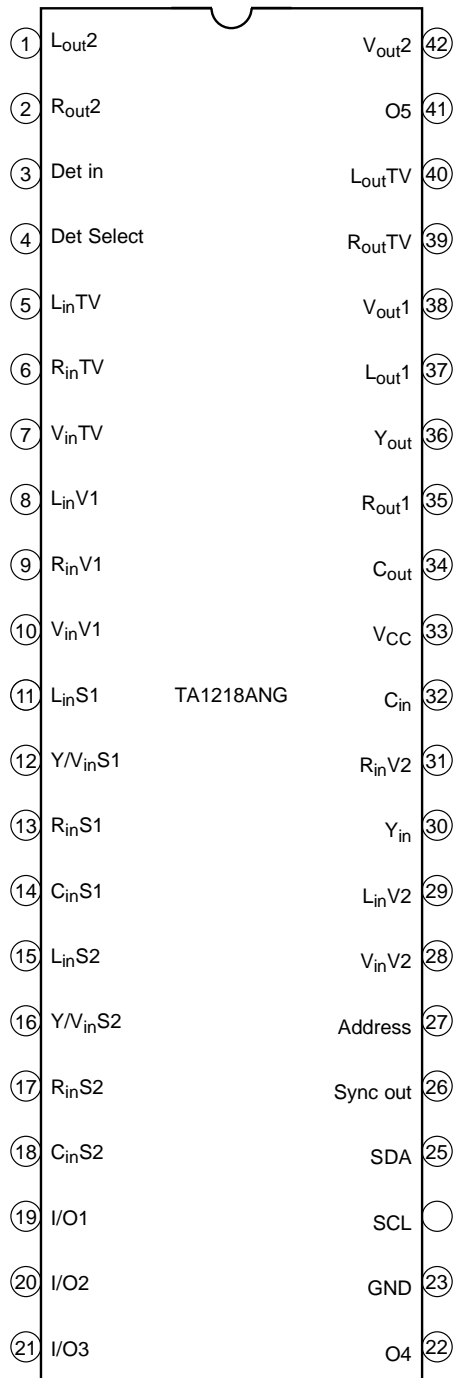 1 Lout2 Vout2 42
2 Rout2 O5 41
3 Det in LoutTV 40
4 Det Select RoutTV 39
5 LinTV Vout1 38
6 RinTV Lout1 37
7 VinTV Yout 36
8 LinV1 Rout1 35
9 RinV1 Cout 34
10 VinV1 VCC 33
11 LinS1 TA1218ANG Cin 32
12 Y/VinS1 RinV2 31
13 RinS1 Yin 30
14 CinS1 LinV2 29
15 LinS2 VinV2 28
16 Y/VinS2 Address 27
17 RinS2 Sync out 26
18 CinS2 SDA 25
19 I/O1 SCL
20 I/O2 GND 23
21 I/O3 O4 22